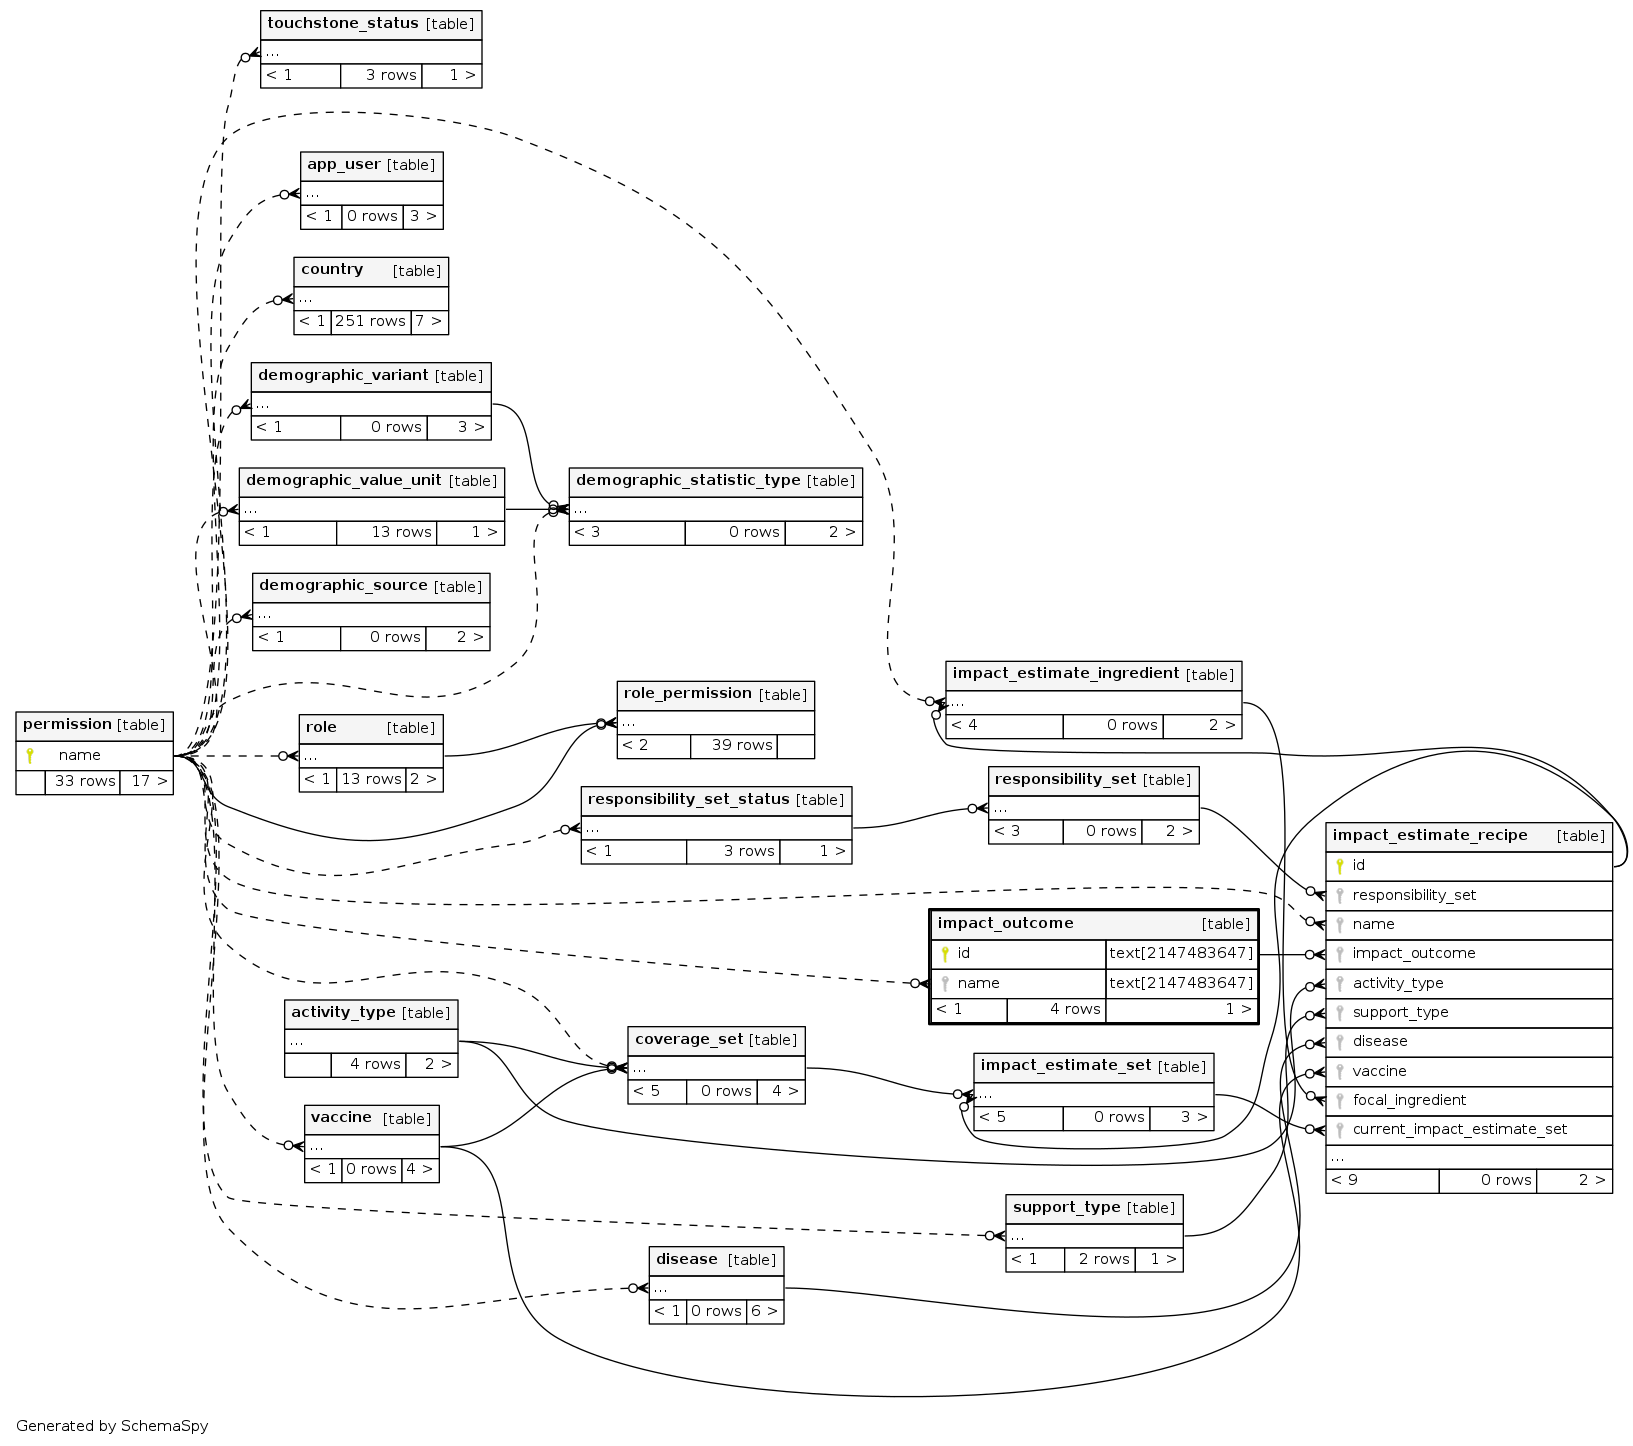 touchstone_status [table]
...
< 1 3 rows 1 >
app_user [table]
...
< 1 0 rows 3 >
country [table]
...
< 1 251 rows 7 >
demographic_variant [table]
...
< 1 0 rows 3 >
demographic_value_unit [table]
...
< 1 13 rows 1 >
demographic_statistic_type [table]
...
< 3 0 rows 2 >
demographic_source [table]
...
< 1 0 rows 2 >
permission [table]
name
33 rows 17 >
role [table]
...
< 1 13 rows 2 >
role_permission [table]
...
< 2 39 rows
responsibility_set_status [table]
...
< 1 3 rows 1 >
impact_estimate_ingredient [table]
...
< 4 0 rows 2 >
responsibility_set [table]
...
< 3 0 rows 2 >
impact_outcome [table]
id text[2147483647]
name text[2147483647]
< 1 4 rows 1 >
impact_estimate_recipe [table]
id
responsibility_set
name
impact_outcome
activity_type
support_type
disease
vaccine
focal_ingredient
current_impact_estimate_set
...
< 9 0 rows 2 >
activity_type [table]
...
4 rows 2 >
coverage_set [table]
...
< 5 0 rows 4 >
impact_estimate_set [table]
...
< 5 0 rows 3 >
vaccine [table]
...
< 1 0 rows 4 >
support_type [table]
...
< 1 2 rows 1 >
disease [table]
...
< 1 0 rows 6 >
Generated by SchemaSpy